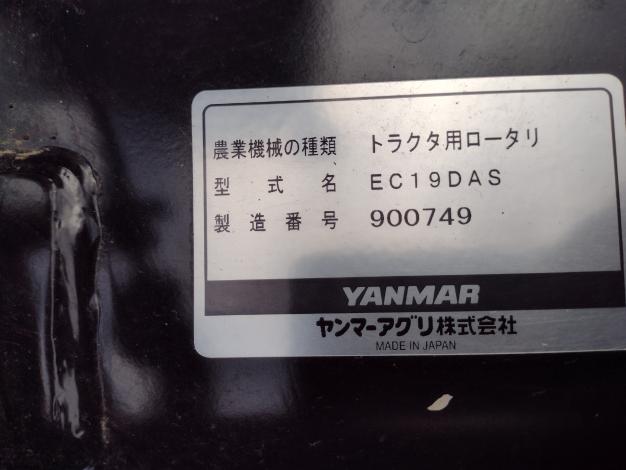 農業機械の種類 トラクタ用ロータリ
型式名 EC19DAS
製造番号 900749
YANMAR
ヤンマーアグリ株式会社
MADE IN JAPAN